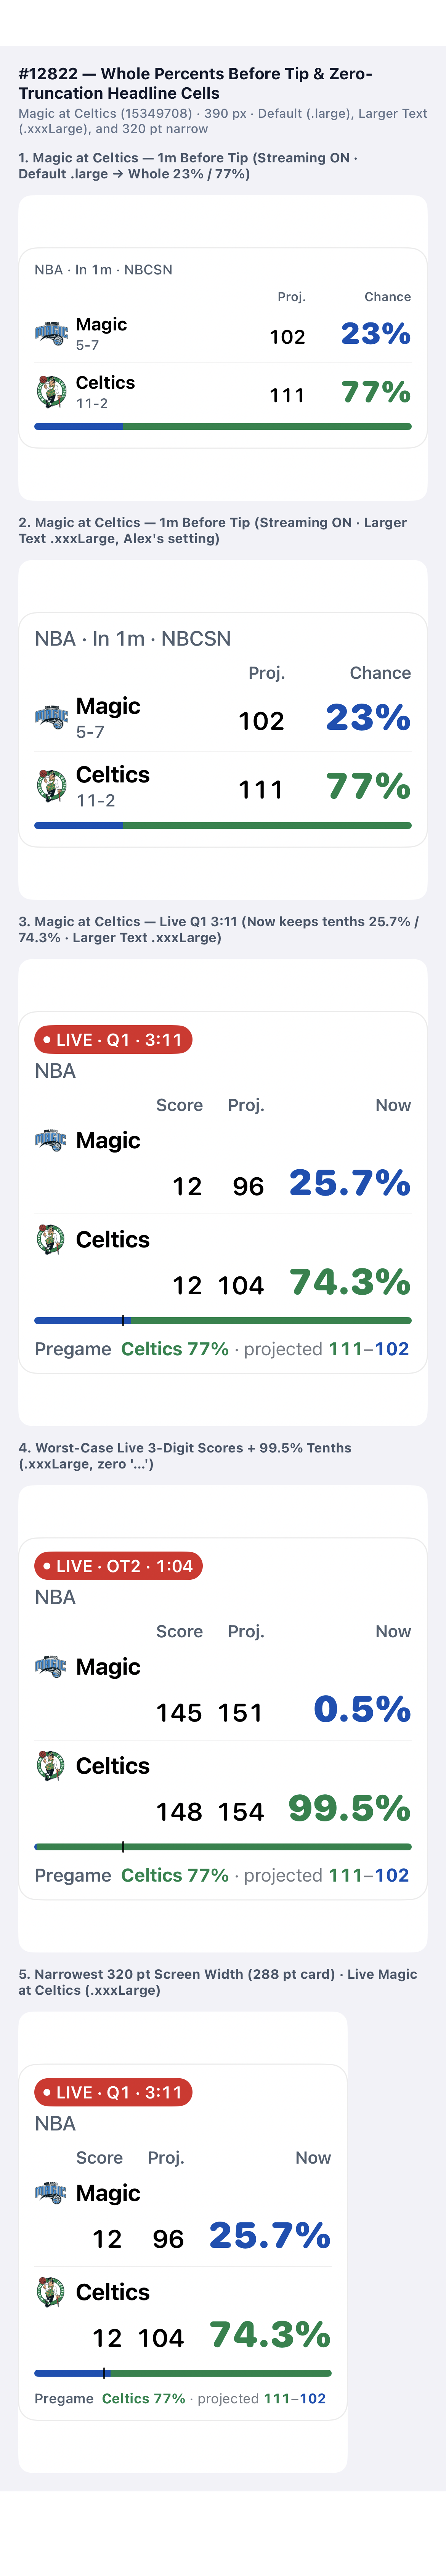 #12822 — Whole Percents Before Tip & Zero-
Truncation Headline Cells
Magic at Celtics (15349708) · 390 px · Default (.large), Larger Text
(.xxxLarge), and 320 pt narrow
1. Magic at Celtics — 1m Before Tip (Streaming ON ·
Default .large → Whole 23% / 77%)
NBA · In 1m · NBCSN
Proj. Chance
Magic 102 23%
5-7
Celtics 111 77%
11-2
2. Magic at Celtics — 1m Before Tip (Streaming ON · Larger
Text .xxxLarge, Alex's setting)
NBA · In 1m · NBCSN
Proj. Chance
Magic 102 23%
5-7
Celtics 111 77%
11-2
3. Magic at Celtics — Live Q1 3:11 (Now keeps tenths 25.7% /
74.3% · Larger Text .xxxLarge)
LIVE · Q1 · 3:11
NBA
Score Proj. Now
Magic
12 96 25.7%
Celtics
12 104 74.3%
Pregame Celtics 77% · projected 111–102
4. Worst-Case Live 3-Digit Scores + 99.5% Tenths
(.xxxLarge, zero '...')
LIVE · OT2 · 1:04
NBA
Score Proj. Now
Magic
145 151 0.5%
Celtics
148 154 99.5%
Pregame Celtics 77% · projected 111–102
5. Narrowest 320 pt Screen Width (288 pt card) · Live Magic
at Celtics (.xxxLarge)
LIVE · Q1 · 3:11
NBA
Score Proj. Now
Magic
12 96 25.7%
Celtics
12 104 74.3%
Pregame Celtics 77% · projected 111–102